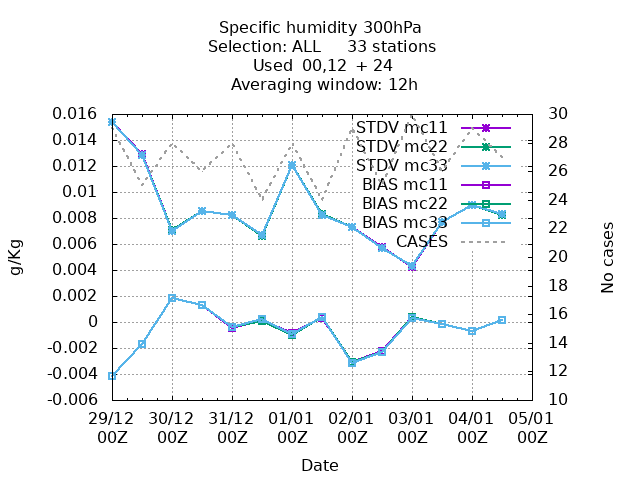 Specific humidity 300hPa
Selection: ALL 33 stations
Used 00,12 + 24
Averaging window: 12h
0.016
0.014
0.012
0.01
0.008
0.006
0.004
0.002
0
-0.002
-0.004
-0.006
g/Kg
STDV mc11
STDV mc22
STDV mc33
BIAS mc11
BIAS mc22
BIAS mc33
CASES
30
28
26
24
22
20
18
16
14
12
10
No cases
29/12 30/12 31/12 01/01 02/01 03/01 04/01 05/01
00Z 00Z 00Z 00Z 00Z 00Z 00Z 00Z
Date